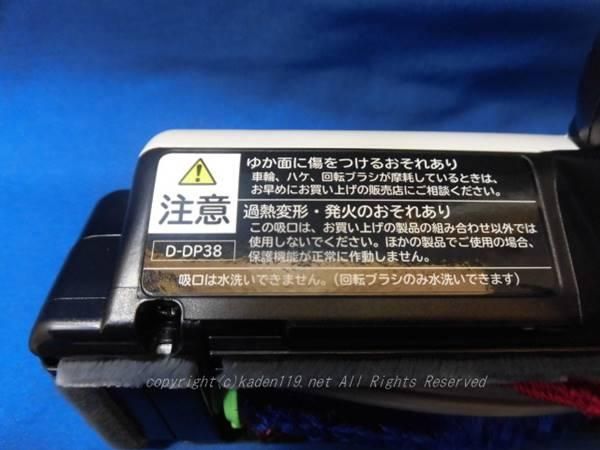 ゆか面に傷をつけるおそれあり
車輪、ハケ、回転ブラシが摩耗しているときは、
お早めにお買い上げの販売店にご相談ください。
注意
過熱変形・発火のおそれあり
この吸口は、お買い上げの製品の組み合わせ以外では
使用しないでください。ほかの製品でご使用の場合、
保護機能が正常に作動しません。
D-DP38
吸口は水洗いできません。(回転ブラシのみ水洗いできます)
copyright(c)kaden119.net All Rights Reserved